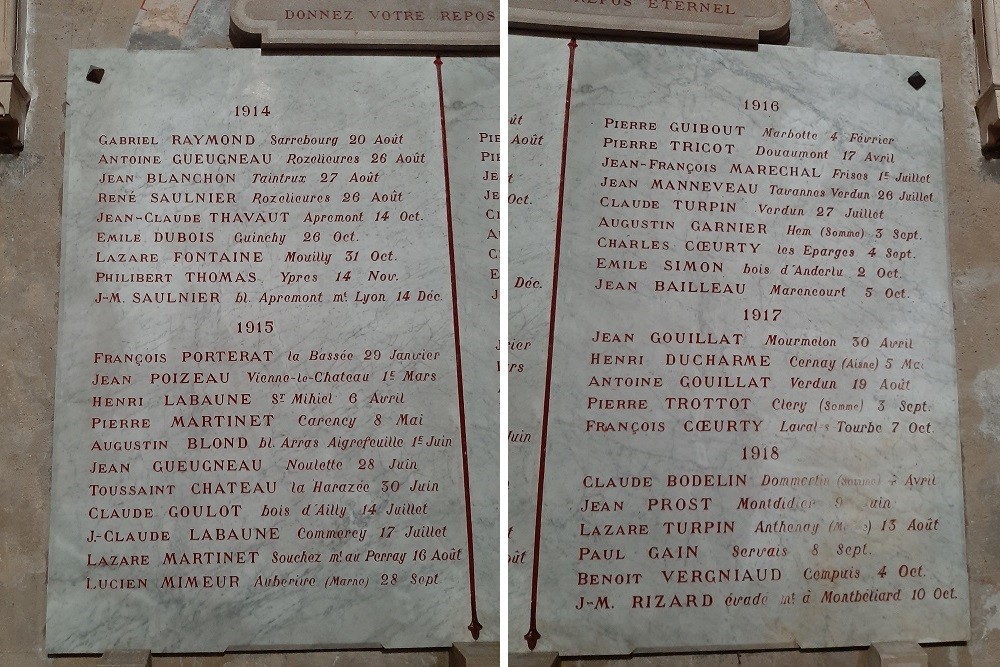 DONNEZ VOTRE REPOS
1914
GABRIEL RAYMOND Sarrebourg 20 Août
ANTOINE GUEUGNEAU Rozelieures 26 Août
JEAN BLANCHON Taintrux 27 Août
RENÉ SAULNIER Rozelieures 26 Août
JEAN-CLAUDE THAVAUT Apremont 14 Oct.
EMILE DUBOIS Guinchy 26 Oct.
LAZARE FONTAINE Mouilly 31 Oct.
PHILIBERT THOMAS Ypres 14 Nov.
J-M. SAULNIER bl. Apremont mt. Lyon 14 Déc.
1915
FRANÇOIS PORTERAT la Bassée 29 Janvier
JEAN POIZEAU Vienne-le-Chateau 1er Mars
HENRI LABAUNE St Mihiel 6 Avril
PIERRE MARTINET Carency 8 Mai
AUGUSTIN BLOND bl. Arras Aigrefeuille 1er Juin
JEAN GUEUGNEAU Noulette 28 Juin
TOUSSAINT CHATEAU la Harazée 30 Juin
CLAUDE GOULOT bois d'Ailly 14 Juillet
J-CLAUDE LABAUNE Commercy 17 Juillet
LAZARE MARTINET Souchez mt. au Perray 16 Août
LUCIEN MIMEUR Auberive (Marne) 28 Sept
REPOS ETERNEL
1916
PIERRE GUIBOUT Marbotte 4 Février
PIERRE TRICOT Douaumont 17 Avril
JEAN-FRANÇOIS MARECHAL Frises 1er Juillet
JEAN MANNEVEAU Tavannes Verdun 26 Juillet
CLAUDE TURPIN Verdun 27 Juillet
AUGUSTIN GARNIER Hem (Somme) 3 Sept.
CHARLES CŒURTY les Eparges 4 Sept.
EMILE SIMON bois d'Anderlu 2 Oct.
JEAN BAILLEAU Marencourt 5 Oct.
1917
JEAN GOUILLAT Mourmelon 30 Avril
HENRI DUCHARME Cernay (Aisne) 5 Mai
ANTOINE GOUILLAT Verdun 19 Août
PIERRE TROTTOT Clery (Somme) 3 Sept.
FRANÇOIS CŒURTY Laval-s Tourbe 7 Oct.
1918
CLAUDE BODELIN Dommartin (Somme) Avril
JEAN PROST Montdidier 9 Juin
LAZARE TURPIN Anthenay 13 Août
PAUL GAIN Servais 8 Sept.
BENOIT VERGNIAUD Compuis 4 Oct.
J-M. RIZARD évadé mt. à Montbéliard 10 Oct.